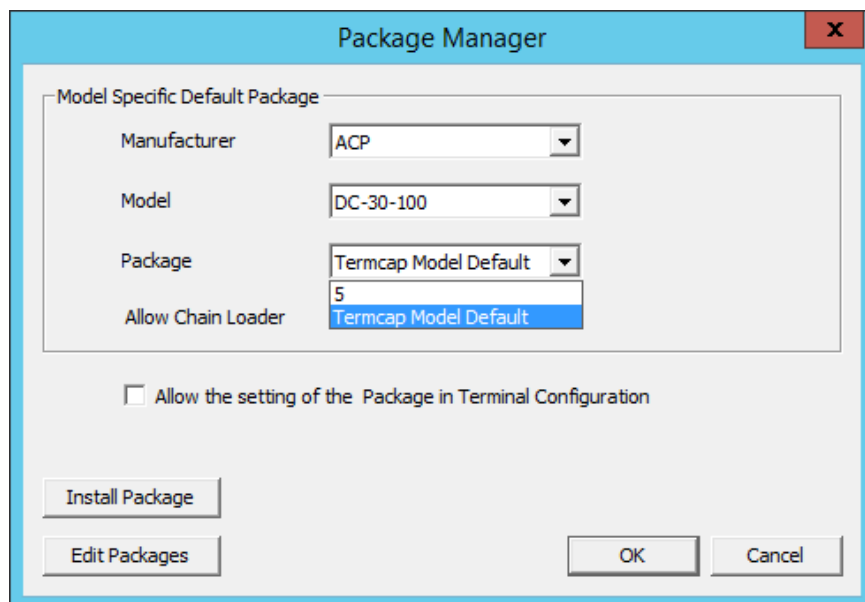 Package Manager
x
Model Specific Default Package
Manufacturer ACP
Model DC-30-100
Package Termcap Model Default
5
Allow Chain Loader Termcap Model Default
Allow the setting of the Package in Terminal Configuration
Install Package
Edit Packages OK Cancel